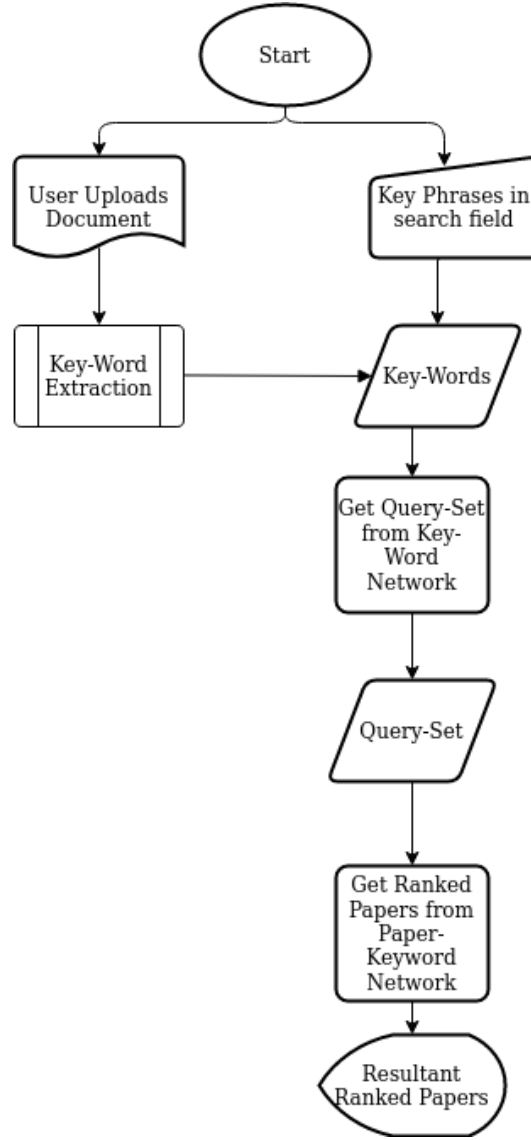 Start
User Uploads
Document
Key Phrases in
search field
Key-Word
Extraction
Key-Words
Get Query-Set
from Key-
Word
Network
Query-Set
Get Ranked
Papers from
Paper-
Keyword
Network
Resultant
Ranked Papers